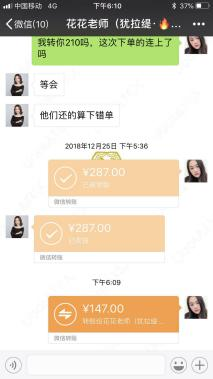 中国移动 4G 下午6:10 37%
微信(10) 花花老师（犹拉缇·🔥...
我转你210吗，这次下单的连上了
吗
等会
他们还的算下错单
2018年12月25日 下午5:36
¥287.00
已被领取
微信转账
¥287.00
已收钱
微信转账
下午6:09
¥147.00
转账给花花老师（犹拉缇-...
微信转账